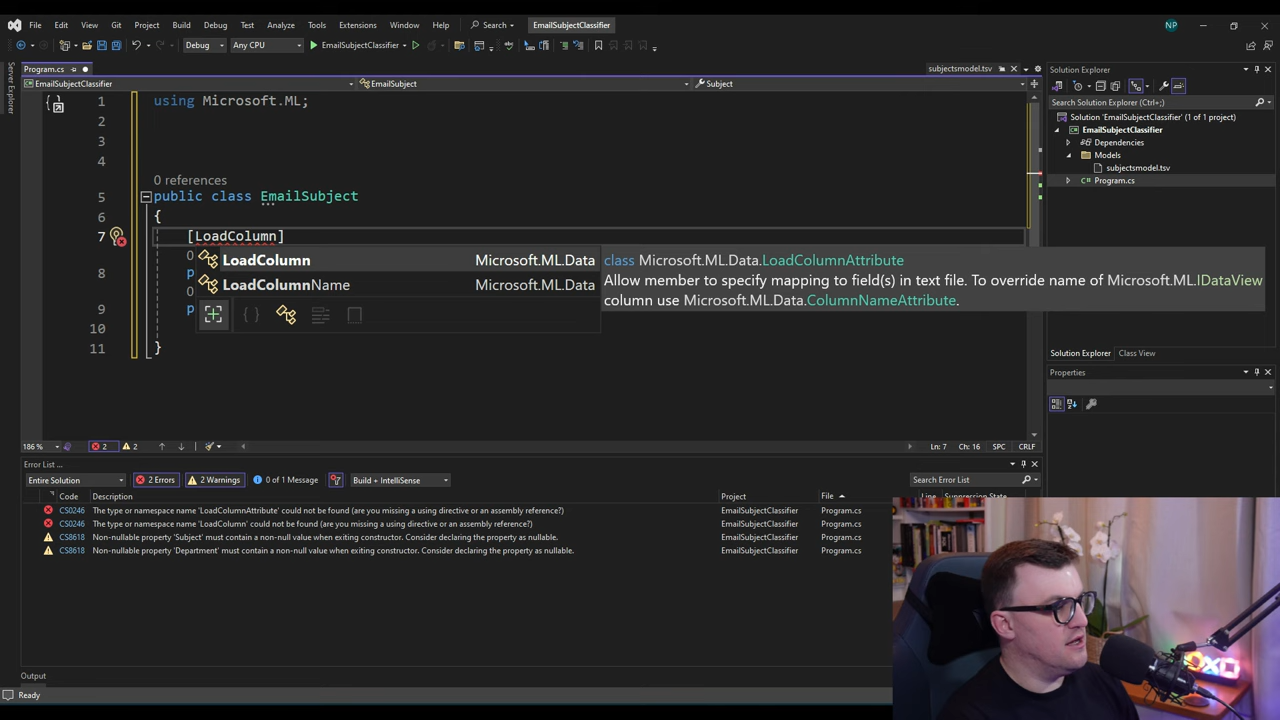 File Edit View Git Project Build Debug Test Analyze Tools Extensions Window Help Search EmailSubjectClassifier NP
Debug Any CPU EmailSubjectClassifier
Server Explorer
Program.cs subjectsmodel.tsv
EmailSubjectClassifier EmailSubject Subject
1 using Microsoft.ML;
2
3
4
0 references
5 public class EmailSubject
6 {
7 [LoadColumn]
0 LoadColumn Microsoft.ML.Data class Microsoft.ML.Data.LoadColumnAttribute
8 p LoadColumnName Microsoft.ML.Data Allow member to specify mapping to field(s) in text file. To override name of Microsoft.ML.IDataView
0 column use Microsoft.ML.Data.ColumnNameAttribute.
9 p
10
11 }
186 % 2 2 Ln: 7 Ch: 16 SPC CRLF
Error List ...
Entire Solution 2 Errors 2 Warnings 0 of 1 Message Build + IntelliSense Search Error List
Code Description Project File Line Suppression State
CS0246 The type or namespace name 'LoadColumnAttribute' could not be found (are you missing a using directive or an assembly reference?) EmailSubjectClassifier Program.cs
CS0246 The type or namespace name 'LoadColumn' could not be found (are you missing a using directive or an assembly reference?) EmailSubjectClassifier Program.cs
CS8618 Non-nullable property 'Subject' must contain a non-null value when exiting constructor. Consider declaring the property as nullable. EmailSubjectClassifier Program.cs
CS8618 Non-nullable property 'Department' must contain a non-null value when exiting constructor. Consider declaring the property as nullable. EmailSubjectClassifier Program.cs
Output
Ready
Solution Explorer
Search Solution Explorer (Ctrl+;)
Solution 'EmailSubjectClassifier' (1 of 1 project)
EmailSubjectClassifier
Dependencies
Models
subjectsmodel.tsv
C# Program.cs
Solution Explorer Class View
Properties